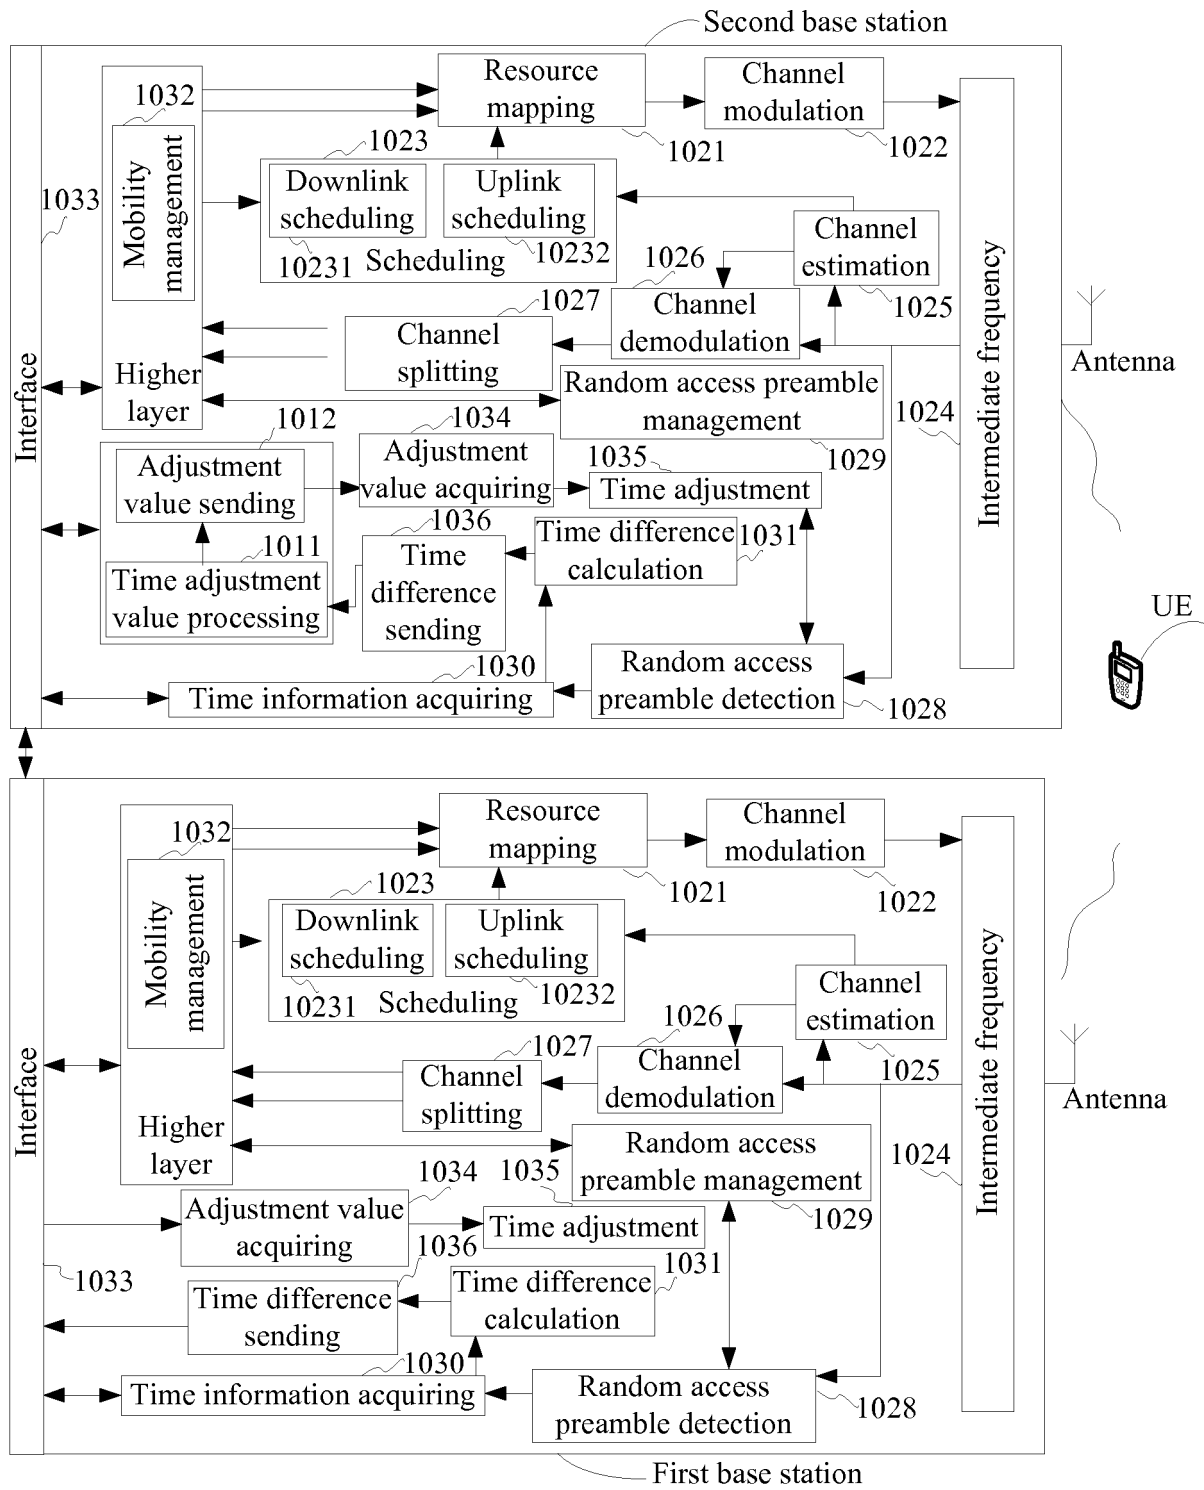 Second base station
Resource
mapping
1021
Channel
modulation
1022
1032
Mobility
management
1033
1023
Downlink
scheduling
10231
Uplink
scheduling
10232
Scheduling
Channel
estimation
1025
1026
Channel
demodulation
1027
Channel
splitting
Higher
layer
Interface
Random access preamble
management
1029
1024
Intermediate frequency
Antenna
1012
Adjustment
value sending
1034
Adjustment
value acquiring
1035
Time adjustment
1011
Time adjustment
value processing
1036
Time
difference
sending
Time difference
calculation
1031
1030
Time information acquiring
Random access
preamble detection
1028
UE
Resource
mapping
1021
Channel
modulation
1022
1032
Mobility
management
1023
Downlink
scheduling
10231
Uplink
scheduling
10232
Scheduling
Channel
estimation
1025
1026
Channel
demodulation
1027
Channel
splitting
Higher
layer
Interface
Random access
preamble management
1029
1024
Intermediate frequency
Antenna
1034
Adjustment value
acquiring
1035
Time adjustment
1033
1036
Time difference
sending
Time difference
calculation
1031
1030
Time information acquiring
Random access
preamble detection
1028
First base station